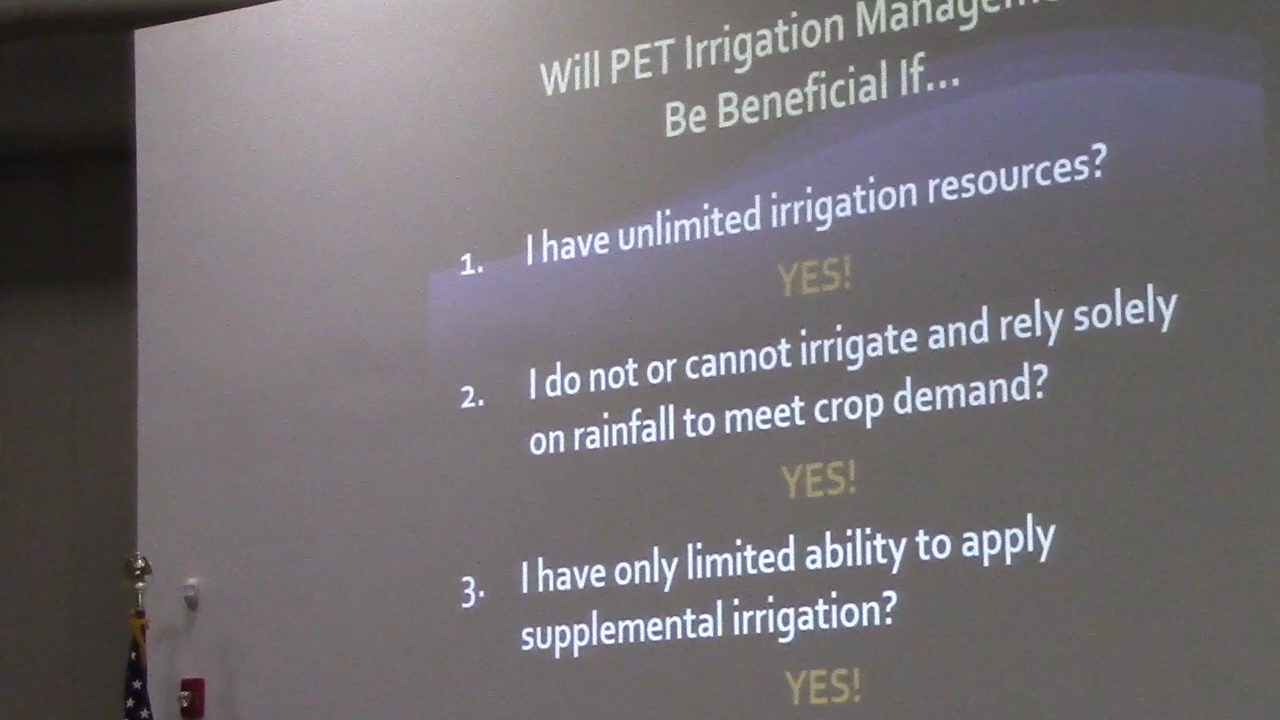 Will PET Irrigation
Be Beneficial If...
1. I have unlimited irrigation resources?
YES!
2. I do not or cannot irrigate and rely solely
on rainfall to meet crop demand?
YES!
3. I have only limited ability to apply
supplemental irrigation?
YES!